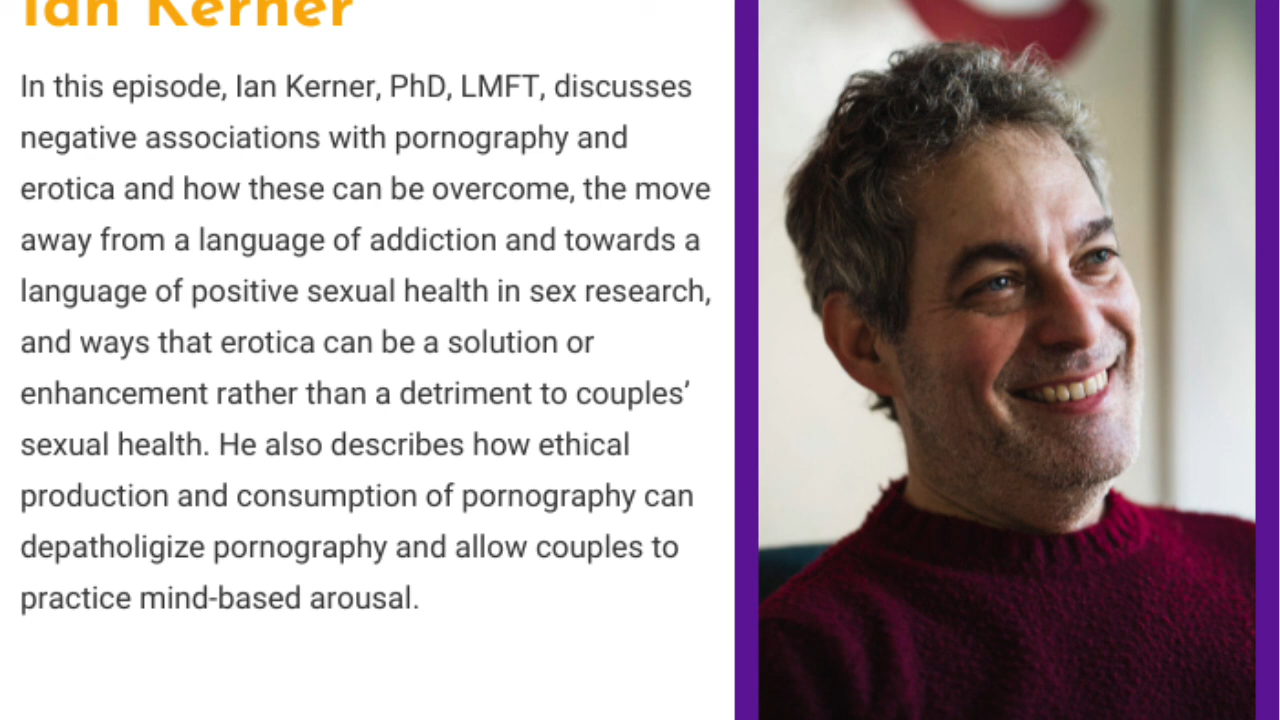 Ian Kerner
In this episode, Ian Kerner, PhD, LMFT, discusses
negative associations with pornography and
erotica and how these can be overcome, the move
away from a language of addiction and towards a
language of positive sexual health in sex research,
and ways that erotica can be a solution or
enhancement rather than a detriment to couples’
sexual health. He also describes how ethical
production and consumption of pornography can
depatholigize pornography and allow couples to
practice mind-based arousal.